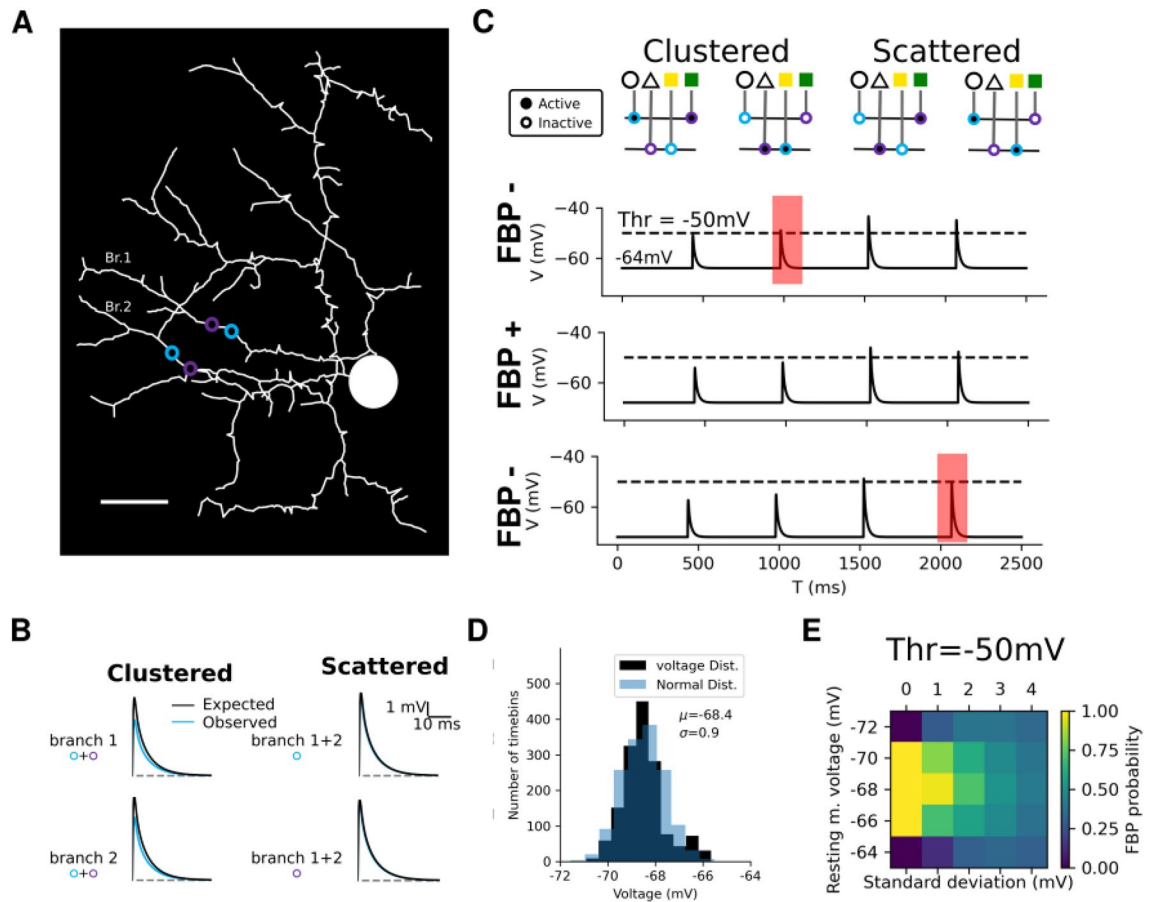 A
Br.1
Br.2
B
Clustered
Scattered
Expected
Observed
1 mV
10 ms
branch 1
+
branch 1+2
branch 2
+
branch 1+2
C
Clustered
Scattered
Active
Inactive
FBP -
V (mv)
−40
−60
Thr = -50mV
-64mV
FBP +
V (mv)
−40
−60
FBP -
V (mv)
−40
−60
0 500 1000 1500 2000 2500
T (ms)
D
voltage Dist.
Normal Dist.
μ=-68.4
σ=0.9
Number of timebins
500
400
300
200
100
0
-72 -70 -68 -66 -64
Voltage (mV)
E
Thr=-50mV
0 1 2 3 4
Resting m. voltage (mV)
-72
-70
-68
-66
-64
Standard deviation (mV)
1.00
0.75
0.50
0.25
0.00
FBP probability